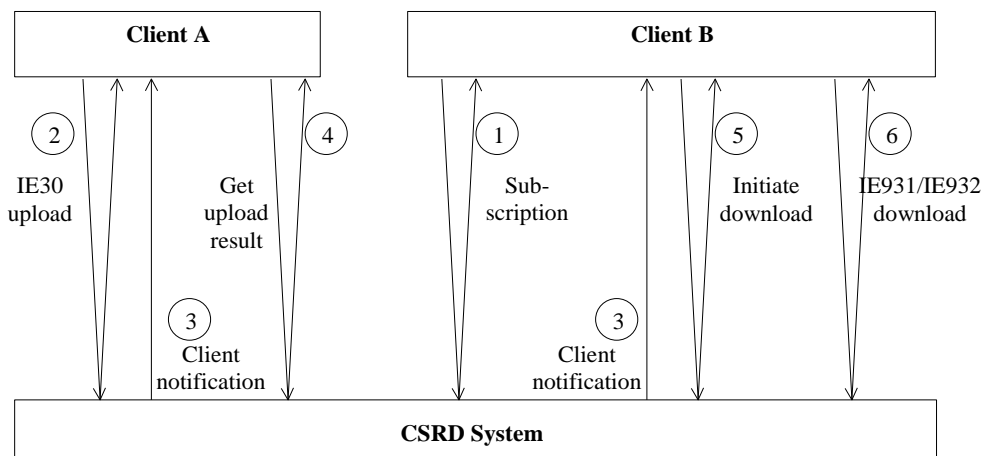 Client A
Client B
2
IE30
upload
4
Get
upload
result
1
Sub-
scription
5
Initiate
download
6
IE931/IE932
download
3
Client
notification
3
Client
notification
CSRD System